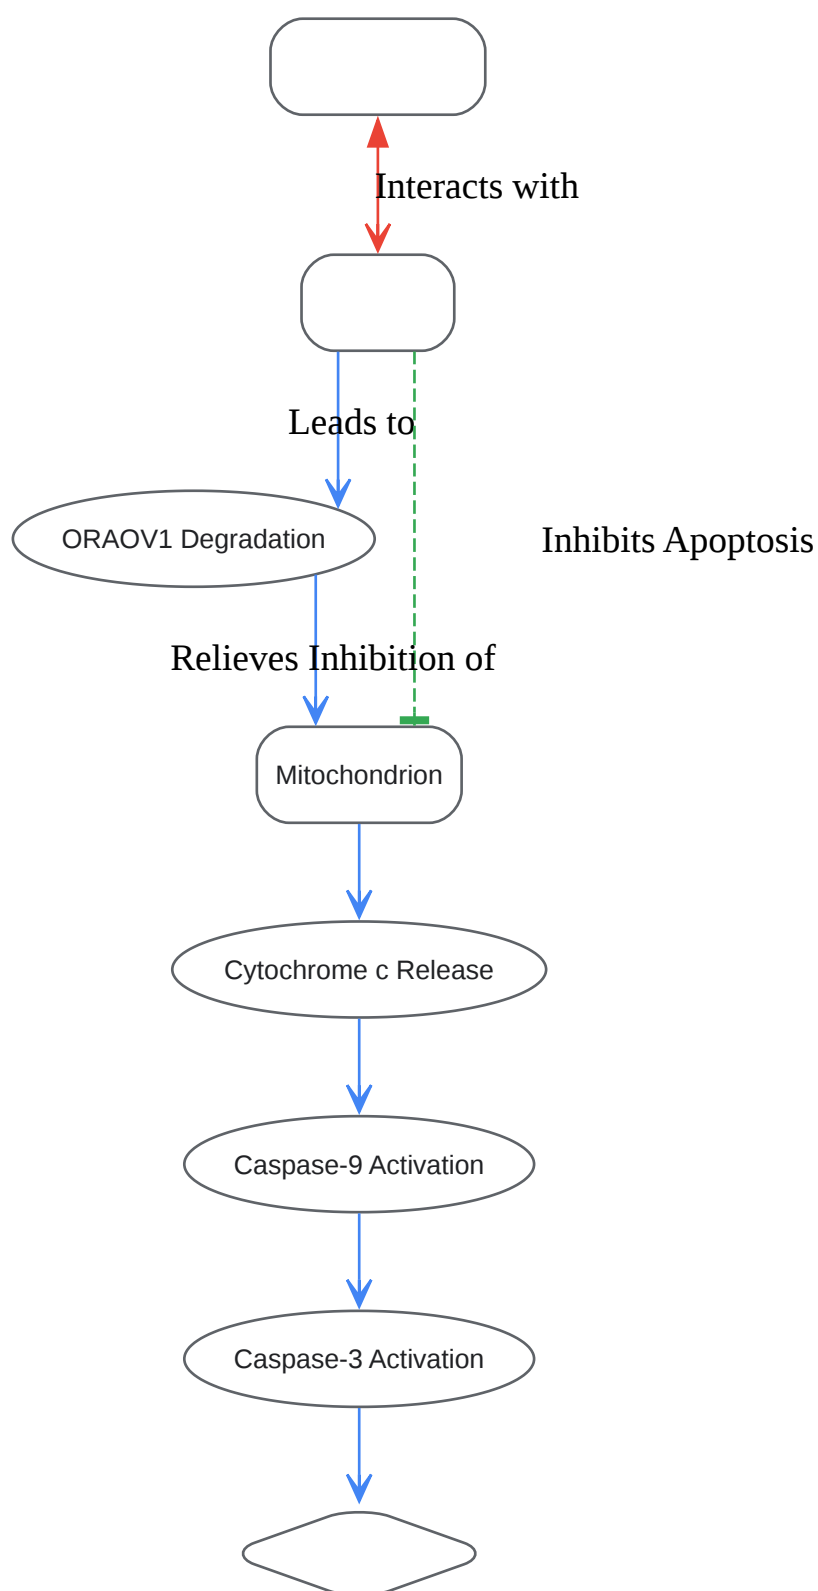 Interacts with
Leads to
ORAOV1 Degradation
Inhibits Apoptosis
Relieves Inhibition of
Mitochondrion
Cytochrome c Release
Caspase-9 Activation
Caspase-3 Activation